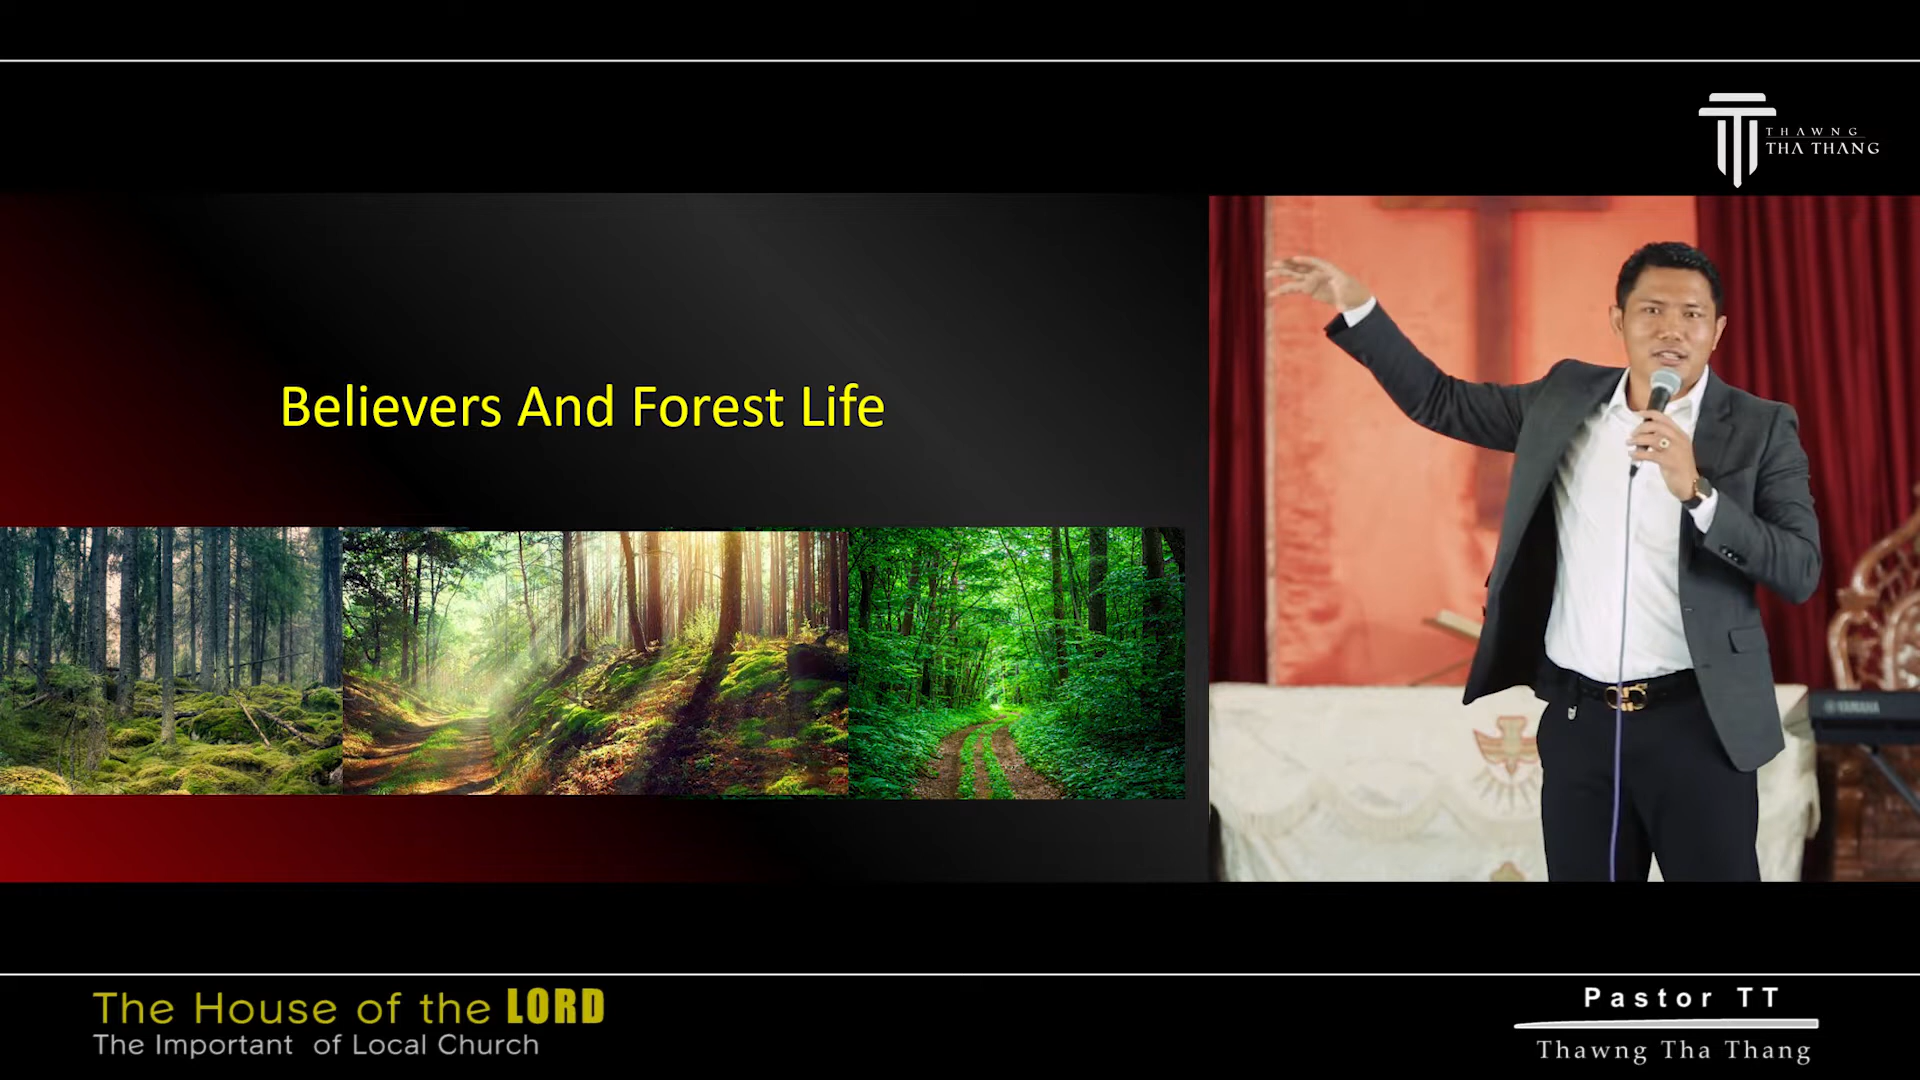 THAWNG
THA THANG
Believers And Forest Life
YAMAHA
The House of the LORD
The Important of Local Church
Pastor TT
Thawng Tha Thang